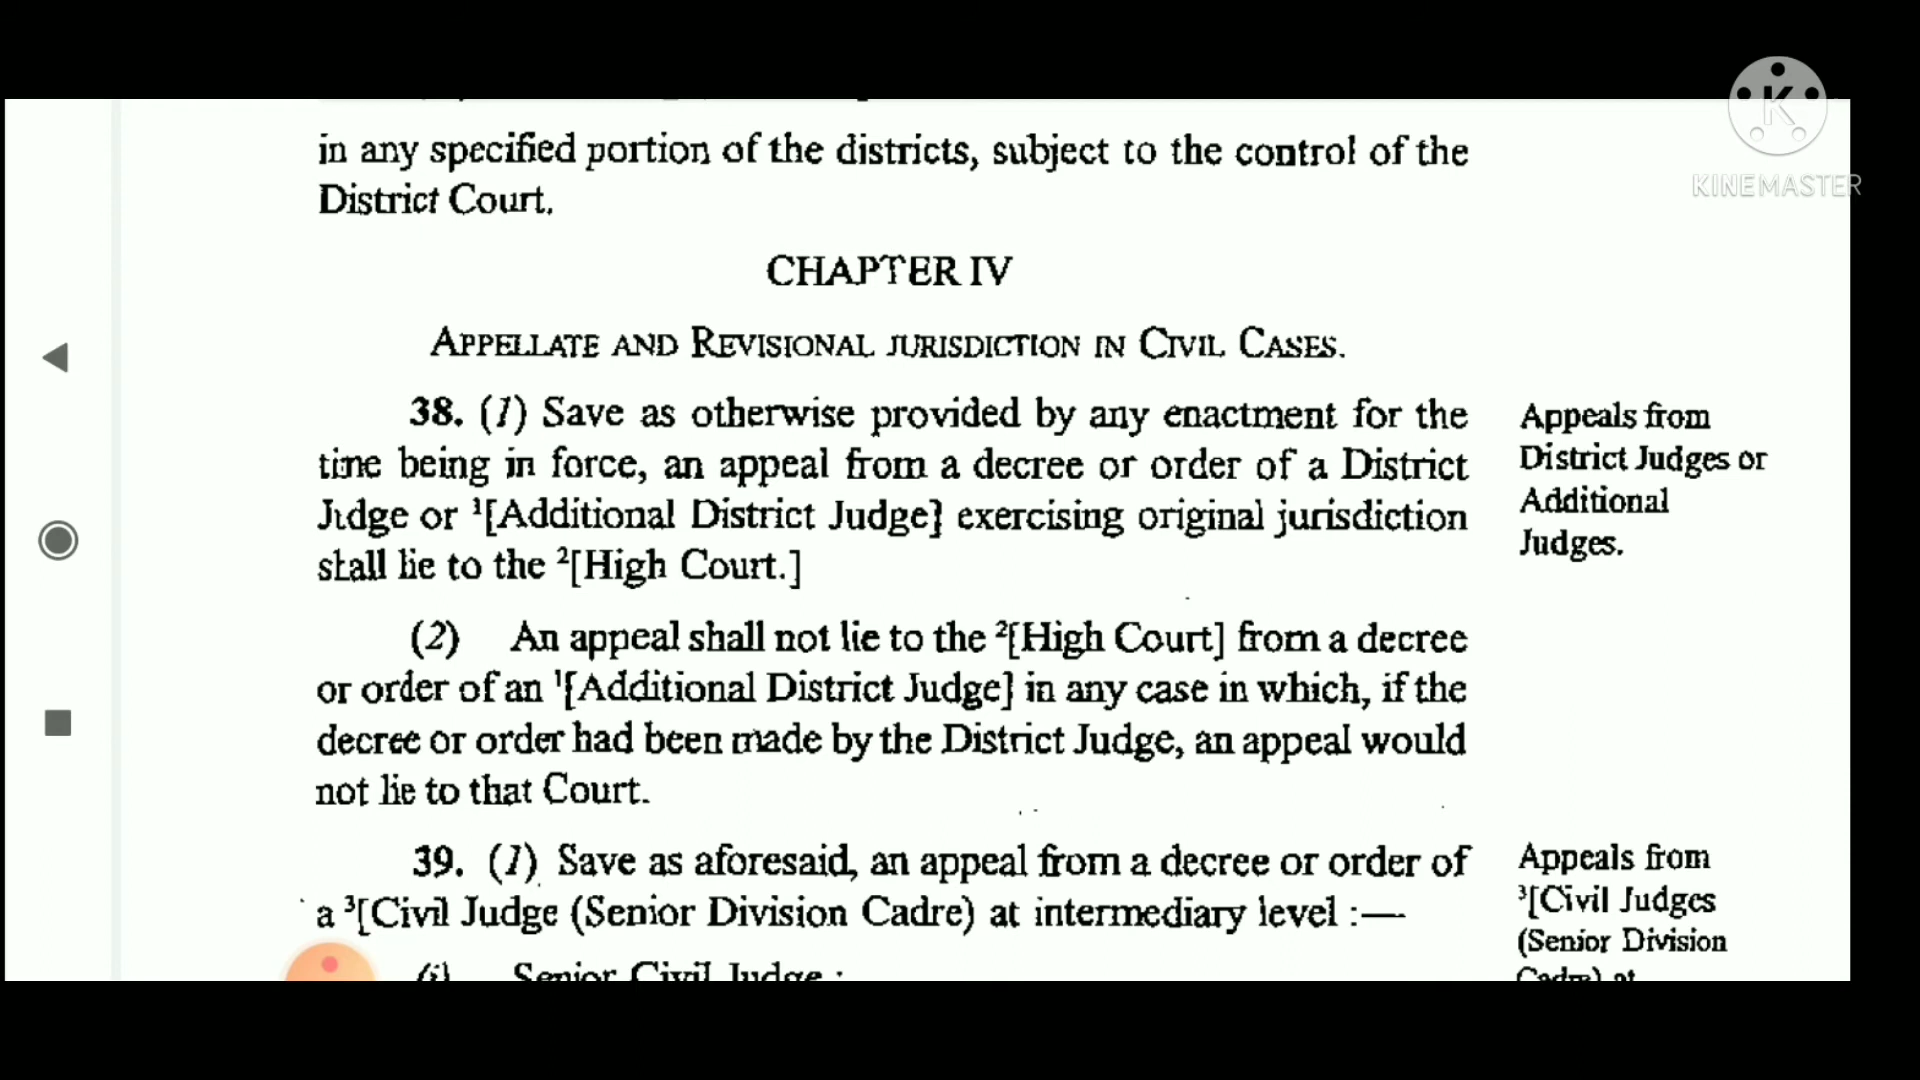 in any specified portion of the districts, subject to the control of the
District Court.
CHAPTER IV
APPELLATE AND REVISIONAL JURISDICTION IN CIVIL CASES.
38. (1) Save as otherwise provided by any enactment for the
time being in force, an appeal from a decree or order of a District
Judge or 1[Additional District Judge] exercising original jurisdiction
shall lie to the 2[High Court.]
(2) An appeal shall not lie to the 2[High Court] from a decree
or order of an 1[Additional District Judge] in any case in which, if the
decree or order had been made by the District Judge, an appeal would
not lie to that Court.
39. (1) Save as aforesaid, an appeal from a decree or order of
a 3[Civil Judge (Senior Division Cadre) at intermediary level :—
(i) Senior Civil Judge ;
Appeals from
District Judges or
Additional
Judges.
Appeals from
3[Civil Judges
(Senior Division
Cadre) at
K
KINEMASTER